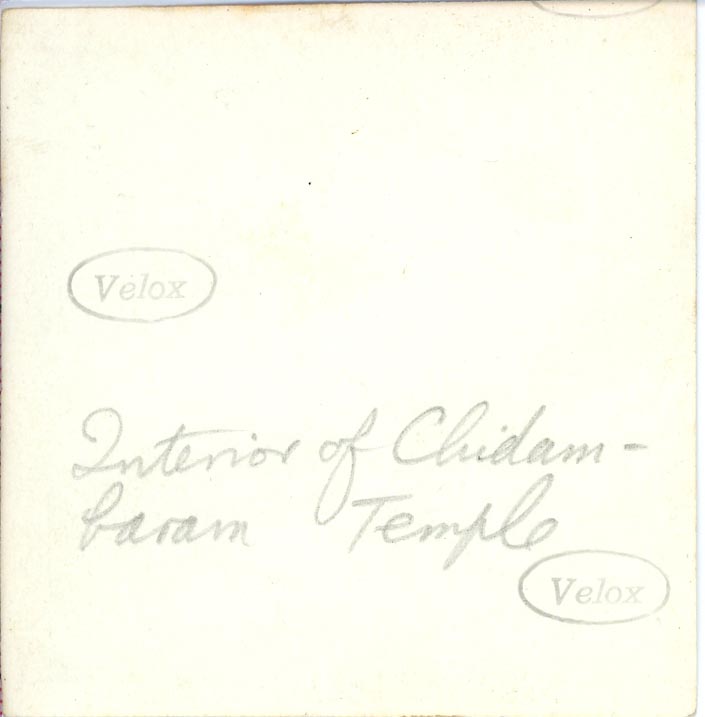 Velox
Interior of Chidam-
baram Temple
Velox